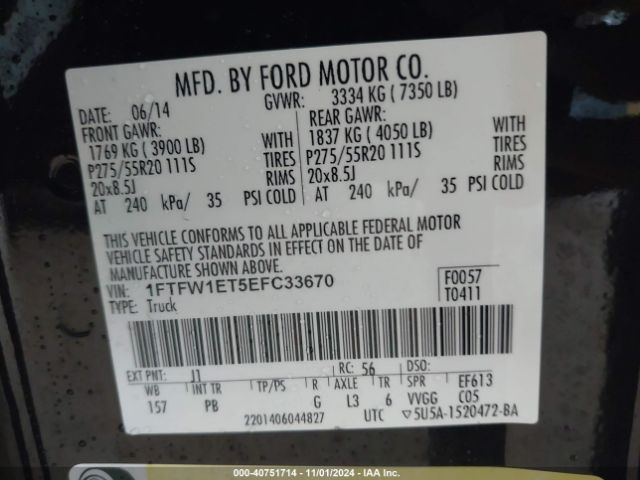 MFD. BY FORD MOTOR CO.
DATE: 06/14 GVWR: 3334 KG ( 7350 LB)
FRONT GAWR: REAR GAWR:
1769 KG ( 3900 LB) WITH 1837 KG ( 4050 LB) WITH
P275/55R20 111S TIRES P275/55R20 111S TIRES
20x8.5J RIMS 20x8.5J RIMS
AT 240 kPa/ 35 PSI COLD AT 240 kPa/ 35 PSI COLD
THIS VEHICLE CONFORMS TO ALL APPLICABLE FEDERAL MOTOR
VEHICLE SAFETY STANDARDS IN EFFECT ON THE DATE OF
MANUFACTURE SHOWN ABOVE.
VIN: 1FTFW1ET5EFC33670 F0057
TYPE: Truck T0411
EXT PNT: J1 RC: 56 DSO:
WB INT TR TP/PS R AXLE TR SPR EF613
157 PB G L3 6 VVGG C05
2201406044827 UTC ▽5U5A-1520472-BA
000-40751714 - 11/01/2024 - IAA Inc.